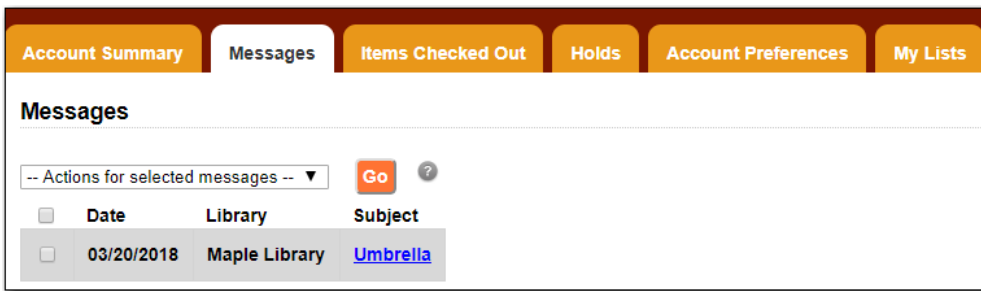 Account Summary Messages Items Checked Out Holds Account Preferences My Lists
Messages
-- Actions for selected messages -- ▼ Go ?
Date Library Subject
03/20/2018 Maple Library Umbrella